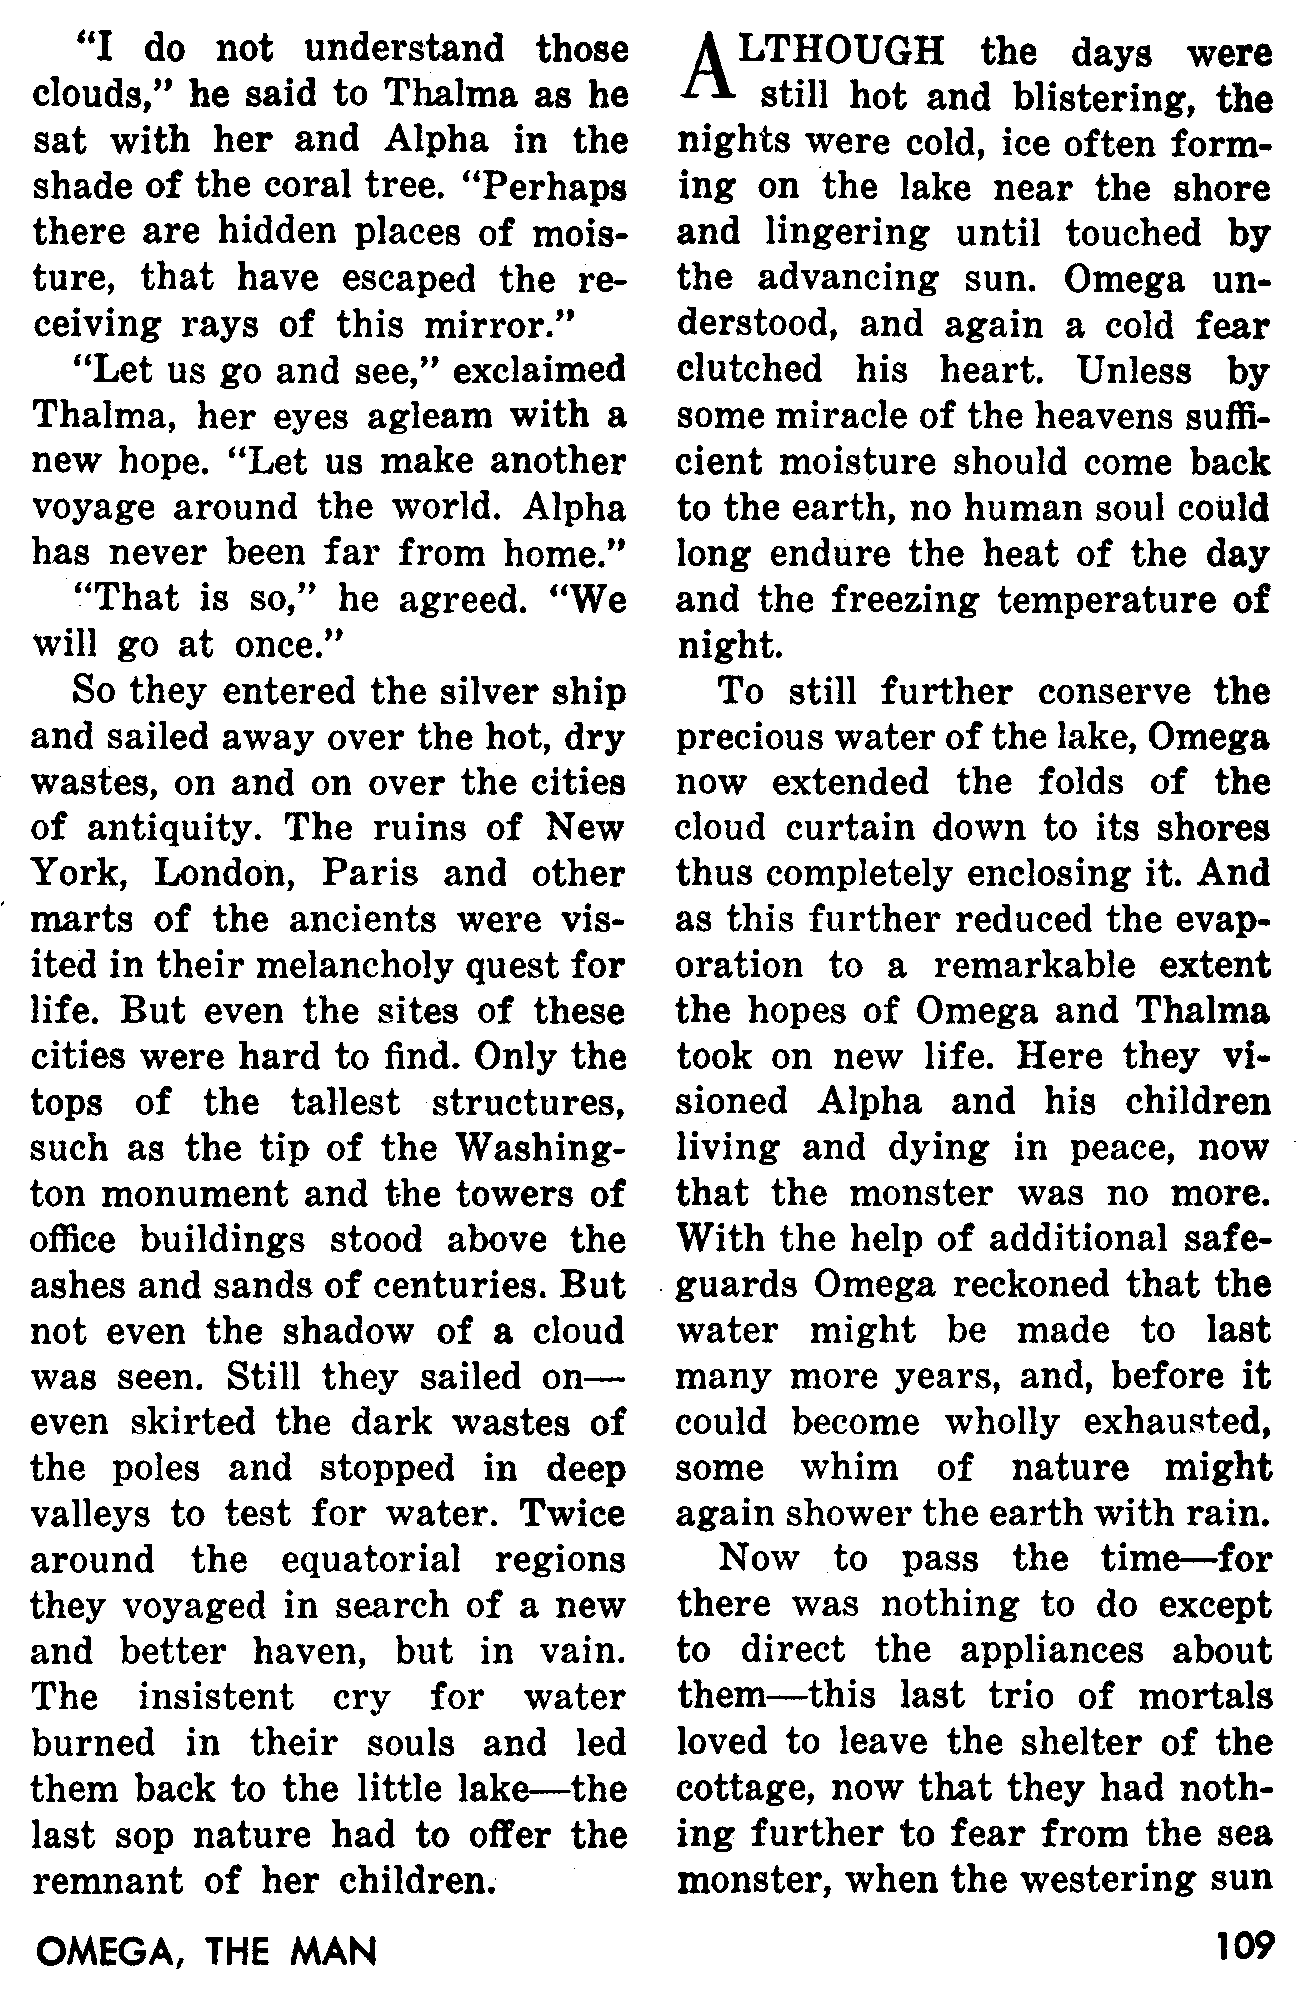 “I do not understand those
clouds,” he said to Thalma as he
sat with her and Alpha in the
shade of the coral tree. “Perhaps
there are hidden places of mois-
ture, that have escaped the re-
ceiving rays of this mirror.”
“Let us go and see,” exclaimed
Thalma, her eyes agleam with a
new hope. “Let us make another
voyage around the world. Alpha
has never been far from home.”
“That is so,” he agreed. “We
will go at once.”
So they entered the silver ship
and sailed away over the hot, dry
wastes, on and on over the cities
of antiquity. The ruins of New
York, London, Paris and other
marts of the ancients were vis-
ited in their melancholy quest for
life. But even the sites of these
cities were hard to find. Only the
tops of the tallest structures,
such as the tip of the Washing-
ton monument and the towers of
office buildings stood above the
ashes and sands of centuries. But
not even the shadow of a cloud
was seen. Still they sailed on—
even skirted the dark wastes of
the poles and stopped in deep
valleys to test for water. Twice
around the equatorial regions
they voyaged in search of a new
and better haven, but in vain.
The insistent cry for water
burned in their souls and led
them back to the little lake—the
last sop nature had to offer the
remnant of her children.
ALTHOUGH the days were
still hot and blistering, the
nights were cold, ice often form-
ing on the lake near the shore
and lingering until touched by
the advancing sun. Omega un-
derstood, and again a cold fear
clutched his heart. Unless by
some miracle of the heavens suffi-
cient moisture should come back
to the earth, no human soul could
long endure the heat of the day
and the freezing temperature of
night.
To still further conserve the
precious water of the lake, Omega
now extended the folds of the
cloud curtain down to its shores
thus completely enclosing it. And
as this further reduced the evap-
oration to a remarkable extent
the hopes of Omega and Thalma
took on new life. Here they vi-
sioned Alpha and his children
living and dying in peace, now
that the monster was no more.
With the help of additional safe-
guards Omega reckoned that the
water might be made to last
many more years, and, before it
could become wholly exhausted,
some whim of nature might
again shower the earth with rain.
Now to pass the time—for
there was nothing to do except
to direct the appliances about
them—this last trio of mortals
loved to leave the shelter of the
cottage, now that they had noth-
ing further to fear from the sea
monster, when the westering sun
OMEGA, THE MAN
109